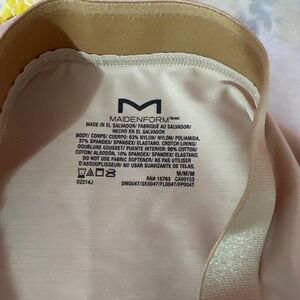 M
MAIDENFORM
MADE IN EL SALVADOR/ FABRIQUE AU SALVADOR/
HECHO EN EL SALVADOR
BODY/ CORPS/ CUERPO: 63% NYLON/ NYLON/ POLIAMIDA,
37% SPANDEX/ SPANDEX/ ELASTANO. CROTCH LINING/
DOUBLURE GOUSSET/ PUENTE INTERIOR: 90% COTTON/
COTON/ ALGODÓN, 10% SPANDEX/ SPANDEX/ ELASTANO.
DO NOT USE FABRIC SOFTENER/ NE PAS UTILISER
D'ASSOUPLISSEUR/ NO USAR SUAVIZANTE DE TELAS.
M/M/M
RN# 15763 CA00153
02214J
DM0047/SE0047/PL0047/FP0047